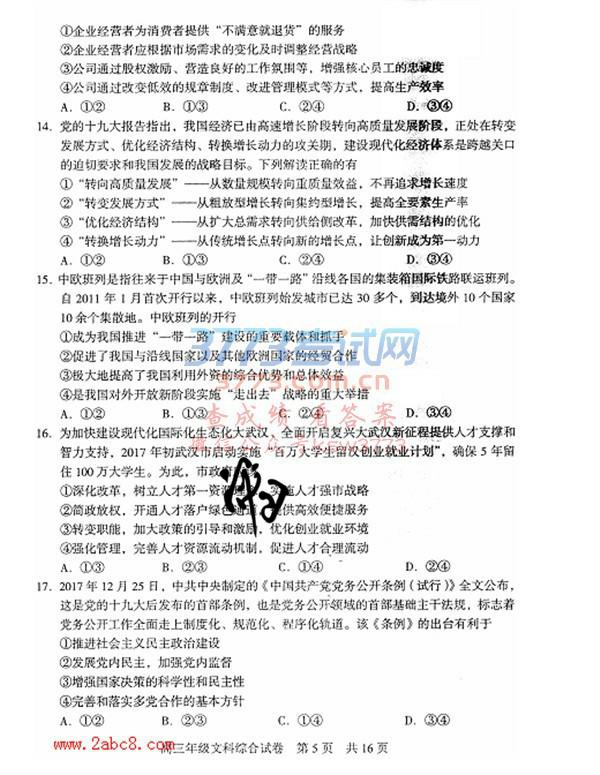 ①企业经营者为消费者提供“不满意就退货”的服务
②企业经营者应根据市场需求的变化及时调整经营战略
③公司通过股权激励、营造良好的工作氛围等，增强核心员工的忠诚度
④公司通过改变低效的规章制度、改进管理模式等方式，提高生产效率
A．①② B．①③ C．②④ D．③④
14．党的十九大报告指出，我国经济已由高速增长阶段转向高质量发展阶段，正处在转变
发展方式、优化经济结构、转换增长动力的攻关期，建设现代化经济体系是跨越关口
的迫切要求和我国发展的战略目标。下列解读正确的有
①“转向高质量发展”——从数量规模转向重质量效益，不再追求增长速度
②“转变发展方式”——从粗放型增长转向集约型增长，提高全要素生产率
③“优化经济结构”——从扩大总需求转向供给侧改革，加快供需结构的优化
④“转换增长动力”——从传统增长点转向新的增长点，让创新成为第一动力
A．①② B．①③ C．②④ D．③④
15．中欧班列是指往来于中国与欧洲及“一带一路”沿线各国的集装箱国际铁路联运班列。
自 2011 年 1 月首次开行以来，中欧班列始发城市已达 30 多个，到达境外 10 个国家
10 余个集散地。中欧班列的开行
①成为我国推进“一带一路”建设的重要载体和抓手
②促进了我国与沿线国家以及其他欧洲国家的经贸合作
③极大地提高了我国利用外资的综合优势和总体效益
④是我国对外开放新阶段实施“走出去”战略的重大举措
A．①② B．①③ C．②④ D．③④
3773考试网
3773.com.cn
查成绩 看答案
16．为加快建设现代化国际化生态化大武汉，全面开启复兴大武汉新征程提供人才支撑和
智力支持，2017 年初武汉市启动实施“百万大学生留汉创业就业计划”，确保 5 年留
住 100 万大学生。为此，市政府
①深化改革，树立人才第一资源理念，实施人才强市战略
②简政放权，开通人才落户绿色通道，提供高效便捷服务
③转变职能，加大政策的引导和激励，优化创业就业环境
④强化管理，完善人才资源流动机制，促进人才合理流动
A．①③ B．①④ C．②③ D．②④
17．2017 年 12 月 25 日，中共中央制定的《中国共产党党务公开条例（试行）》全文公布，
这是党的十九大后发布的首部条例，也是党务公开领域的首部基础主干法规，标志着
党务公开工作全面走上制度化、规范化、程序化轨道。该《条例》的出台有利于
①推进社会主义民主政治建设
②发展党内民主，加强党内监督
③增强国家决策的科学性和民主性
④完善和落实多党合作的基本方针
A．①② B．①③ C．②④ D．③④
www.2abc8.com
高三年级文科综合试卷 第 5 页 共 16 页